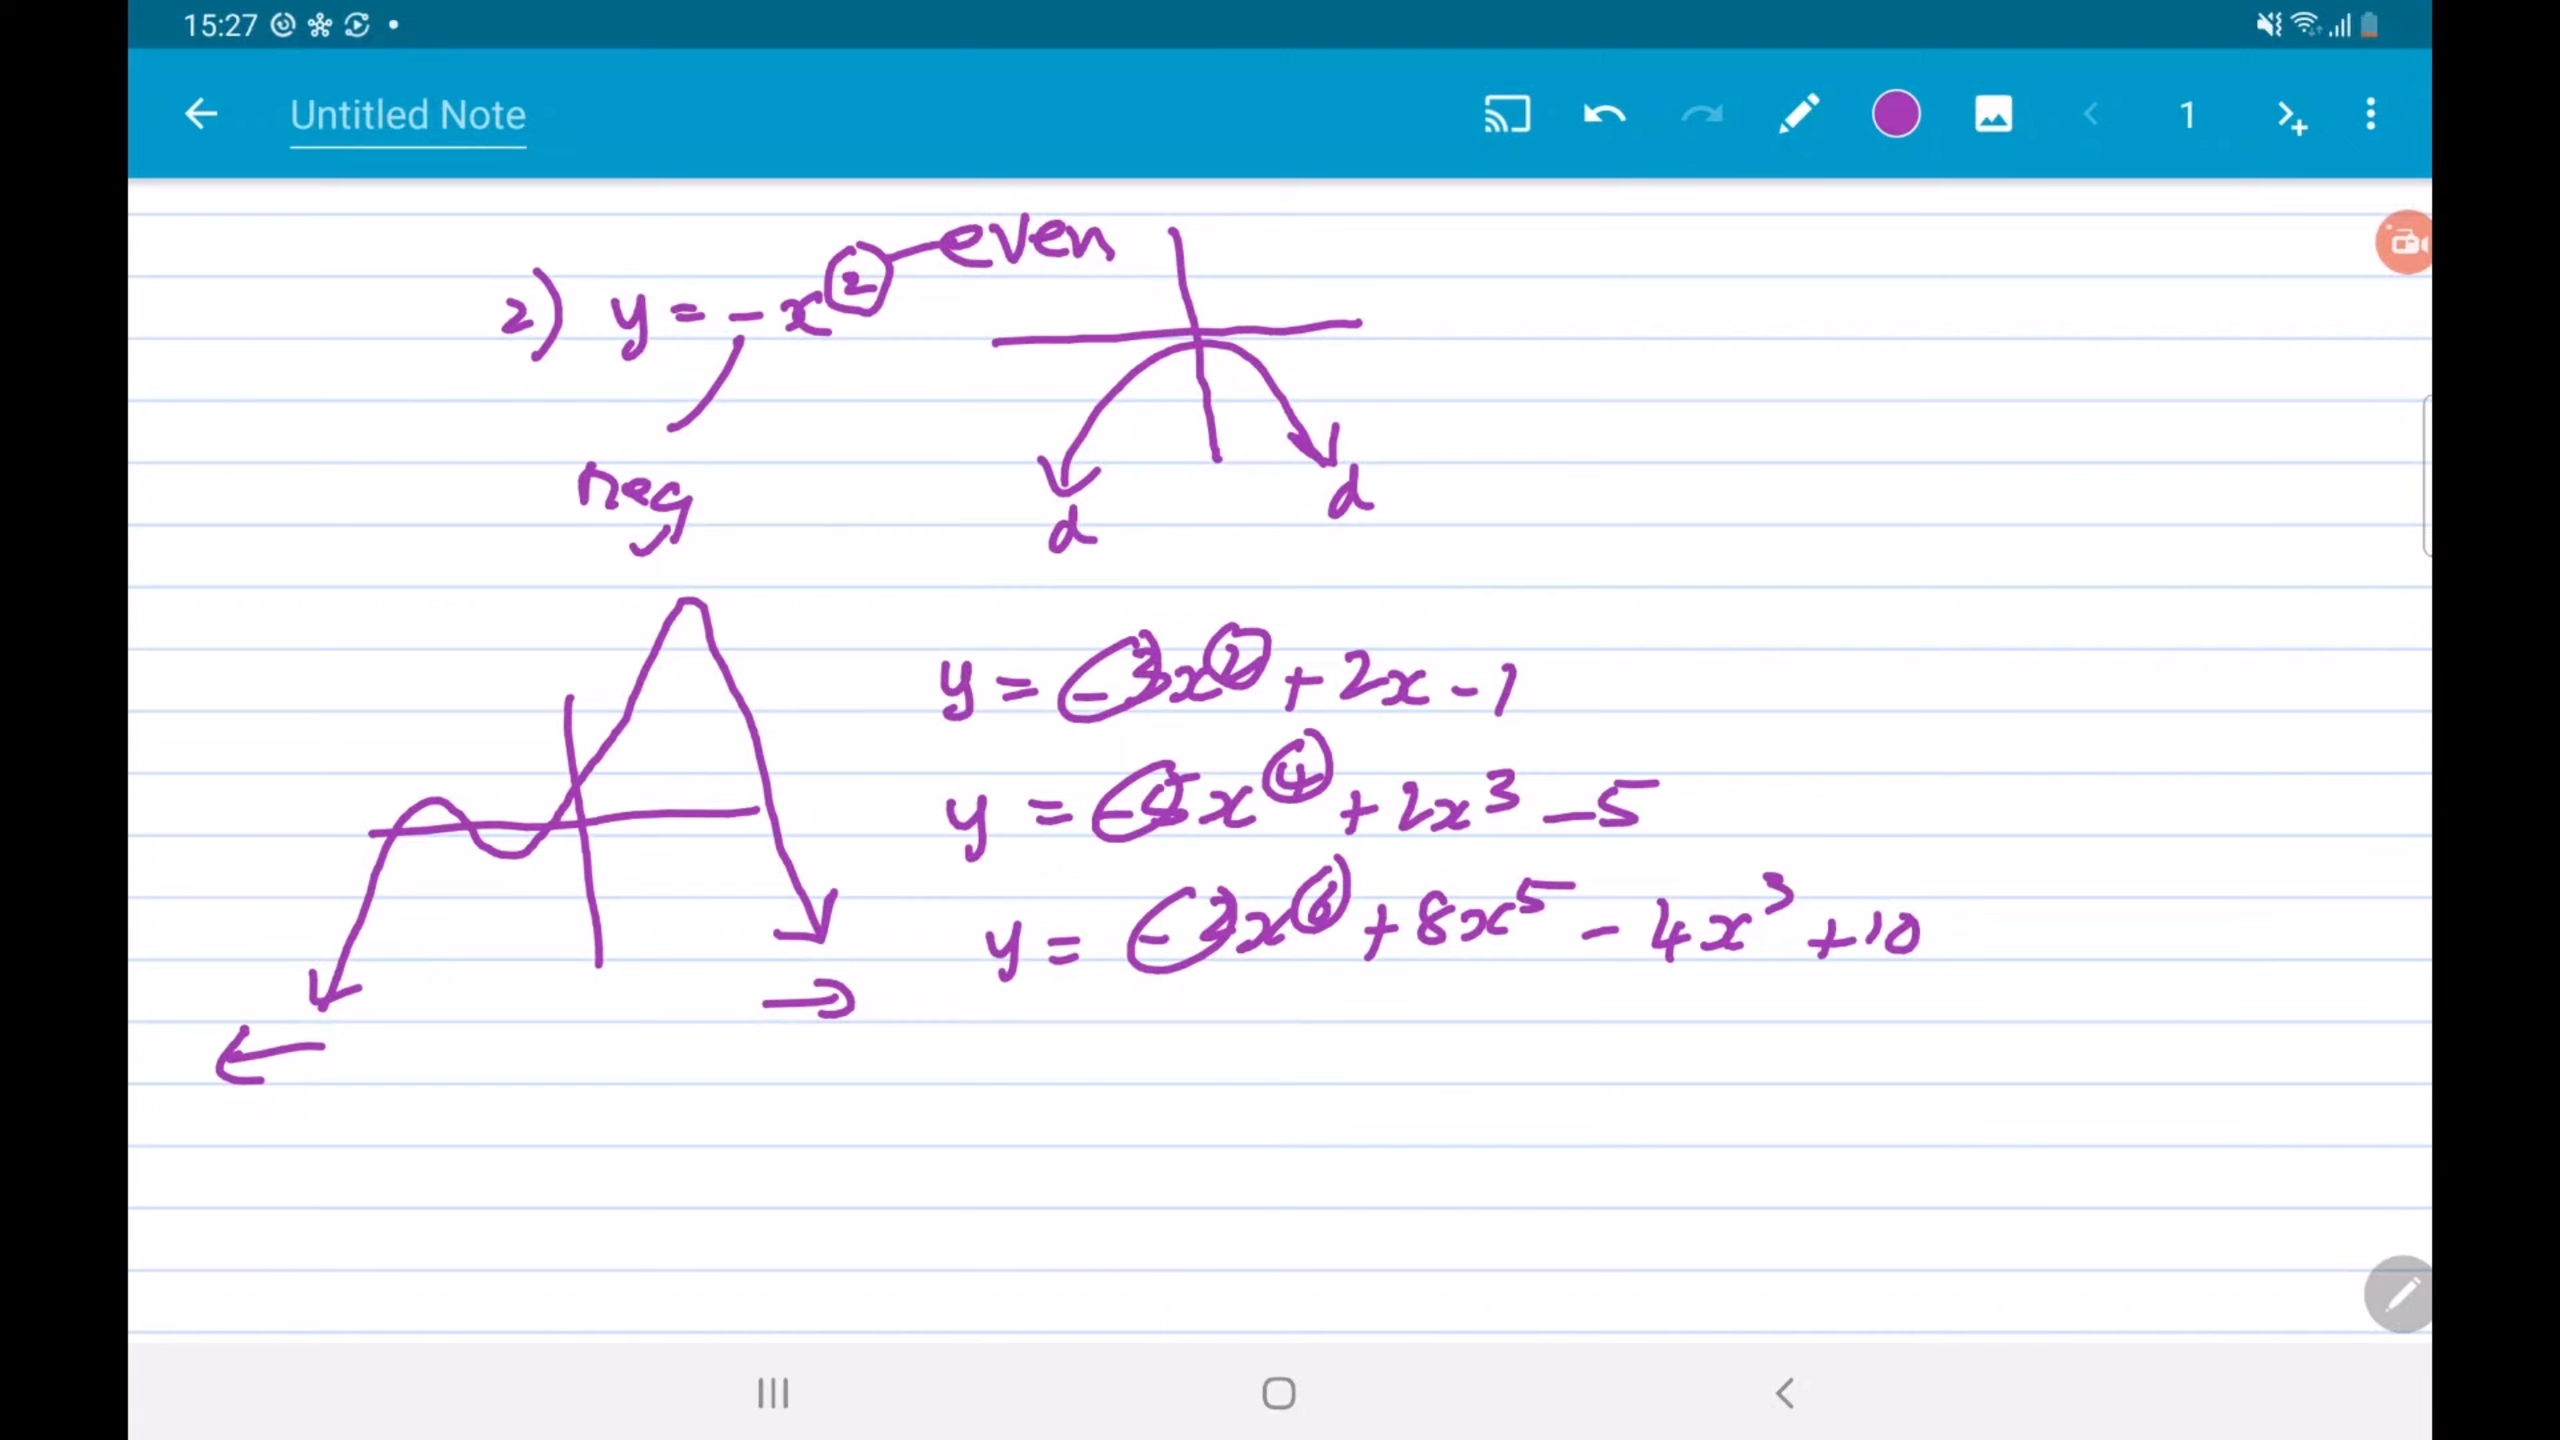 15:27
Untitled Note
1
even
2) y = -x²
neg
d d
y = -3x² + 2x - 1
y = -5x⁴ + 2x³ - 5
y = -2x⁶ + 8x⁵ - 4x³ + 10